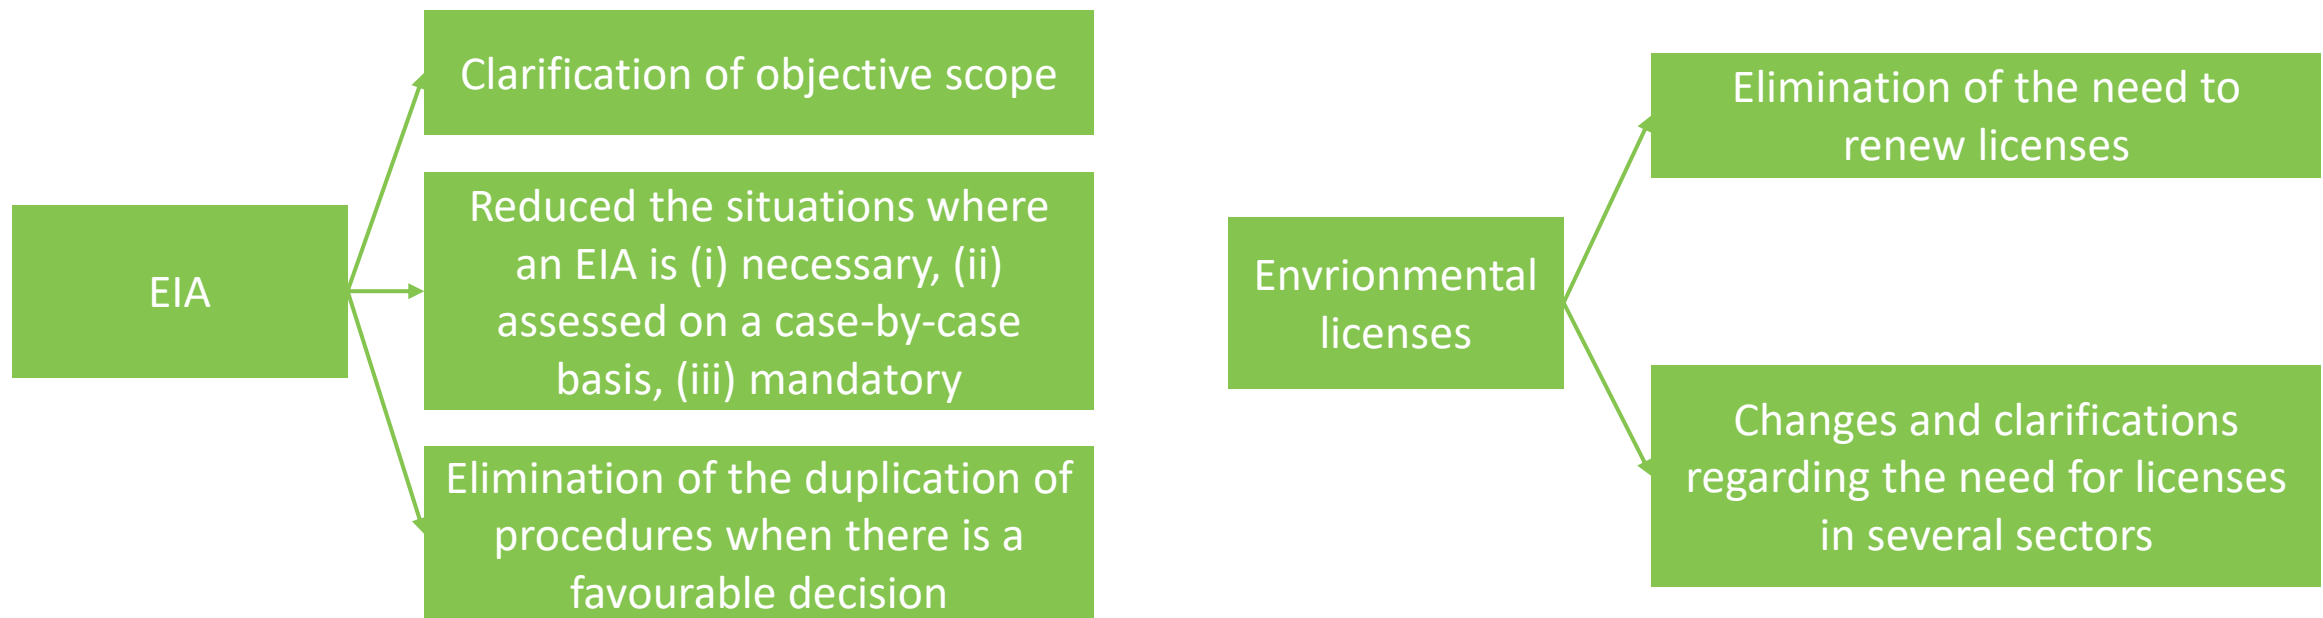 EIA
Clarification of objective scope
Reduced the situations where
an EIA is (i) necessary, (ii)
assessed on a case-by-case
basis, (iii) mandatory
Elimination of the duplication of
procedures when there is a
favourable decision
Envrionmental
licenses
Elimination of the need to
renew licenses
Changes and clarifications
regarding the need for licenses
in several sectors